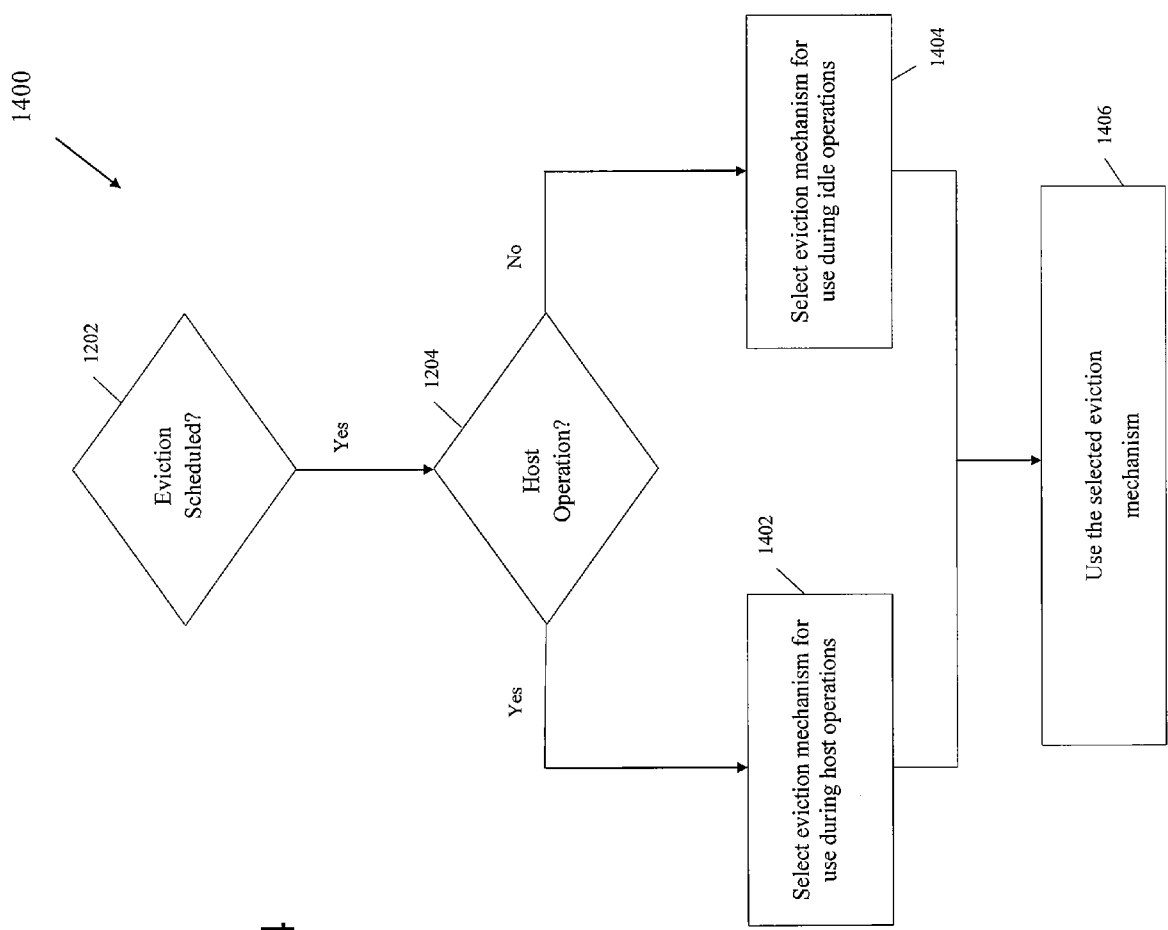 1400
1202
Eviction
Scheduled?
Yes
1204
Host
Operation?
Yes
No
1402
Select eviction mechanism for
use during host operations
Select eviction mechanism for
use during idle operations
1404
1406
Use the selected eviction
mechanism